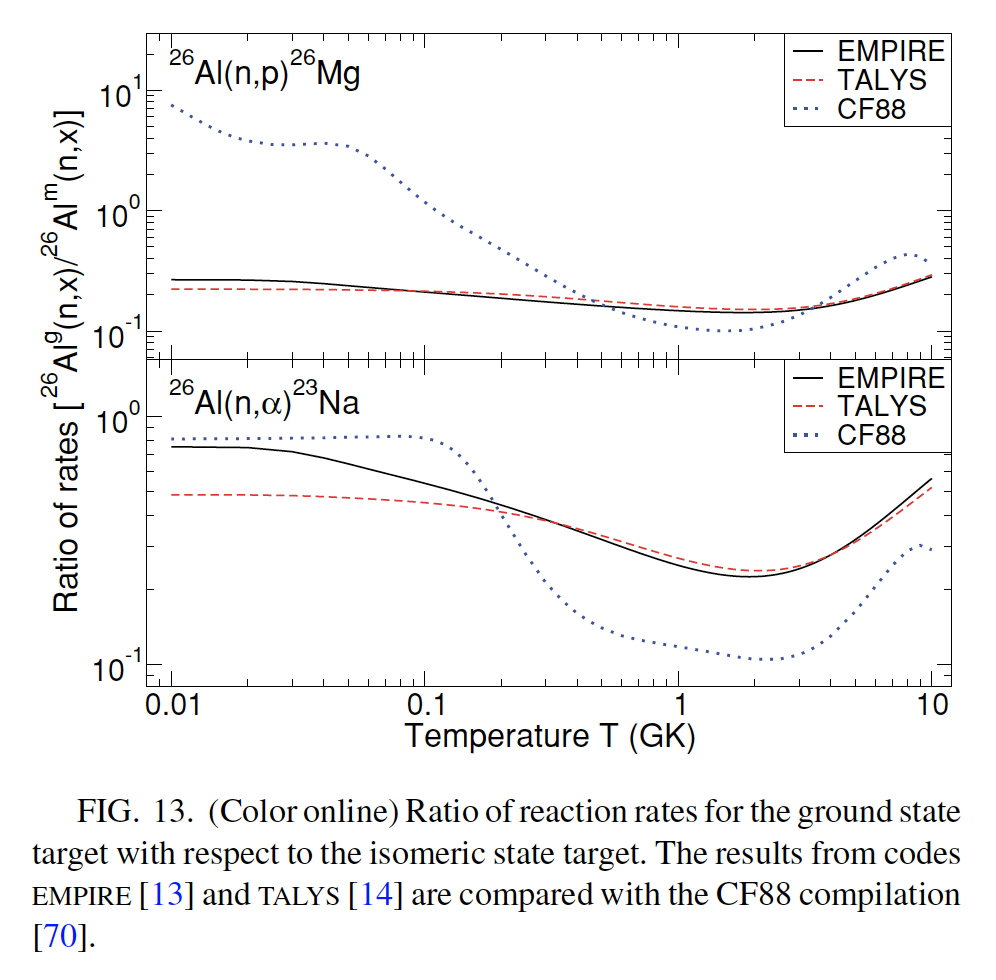 ²⁶Al(n,p)²⁶Mg
EMPIRE
TALYS
CF88
10¹
10⁰
10⁻¹
Ratio of rates [ ²⁶Alᵍ(n,x)/²⁶Alᵐ(n,x)]
²⁶Al(n,α)²³Na
EMPIRE
TALYS
CF88
10⁰
10⁻¹
0.01 0.1 1 10
Temperature T (GK)
FIG. 13. (Color online) Ratio of reaction rates for the ground state
target with respect to the isomeric state target. The results from codes
EMPIRE [13] and TALYS [14] are compared with the CF88 compilation
[70].